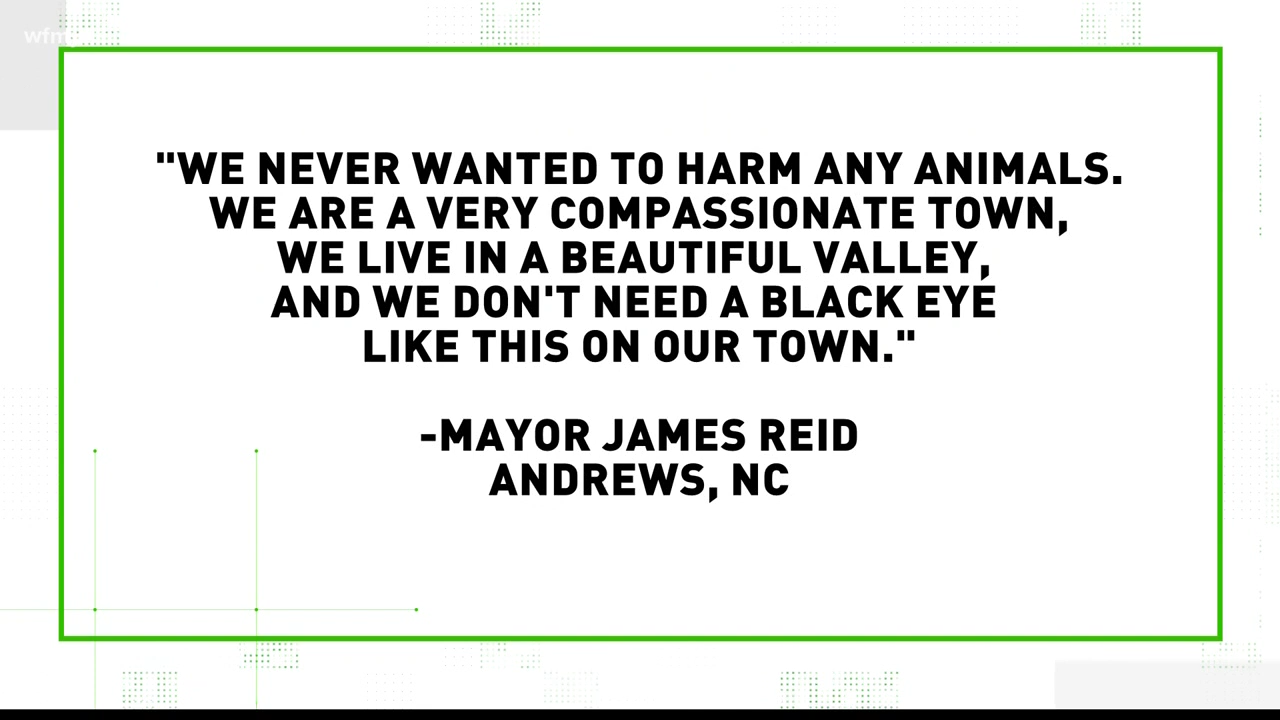 wfmy
"WE NEVER WANTED TO HARM ANY ANIMALS.
WE ARE A VERY COMPASSIONATE TOWN,
WE LIVE IN A BEAUTIFUL VALLEY,
AND WE DON'T NEED A BLACK EYE
LIKE THIS ON OUR TOWN."
-MAYOR JAMES REID
ANDREWS, NC